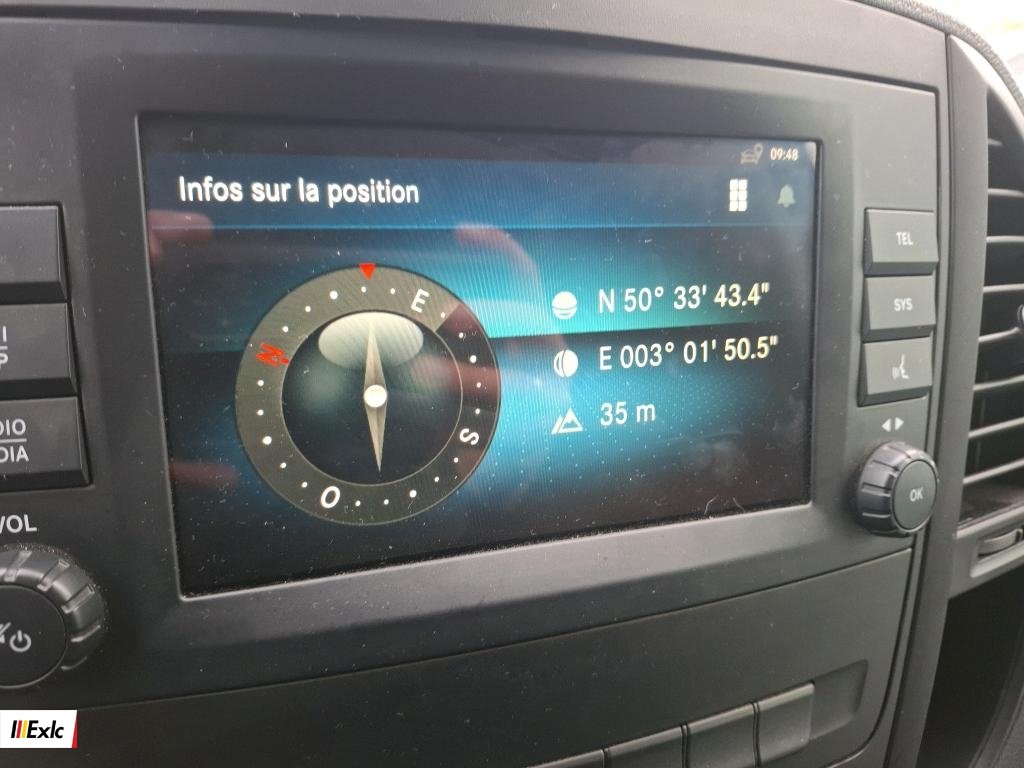 09:48
Infos sur la position
E
N
S
O
N 50° 33' 43.4"
E 003° 01' 50.5"
35 m
TEL
SYS
OK
VOL
Exlc